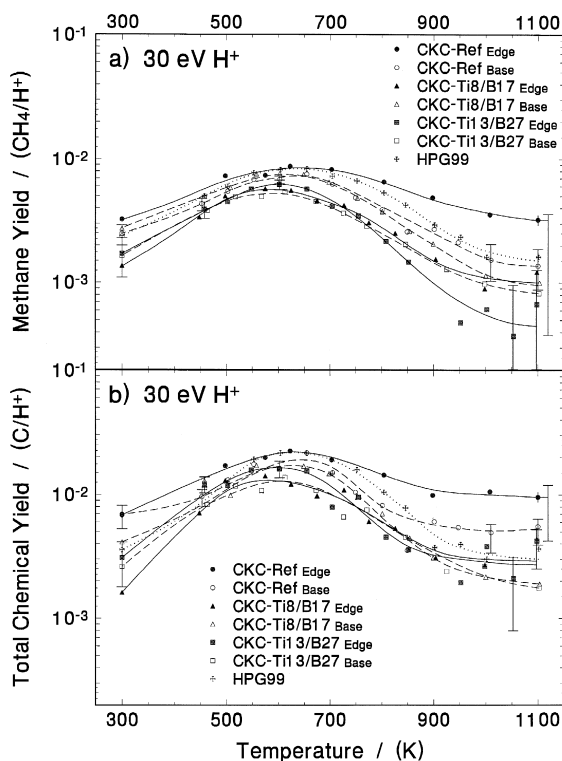 300 500 700 900 1100
10-1
a) 30 eV H+
CKC-Ref Edge
CKC-Ref Base
CKC-Ti8/B17 Edge
CKC-Ti8/B17 Base
CKC-Ti13/B27 Edge
CKC-Ti13/B27 Base
HPG99
10-2
10-3
Methane Yield / (CH4/H+)
10-1
b) 30 eV H+
10-2
10-3
Total Chemical Yield / (C/H+)
CKC-Ref Edge
CKC-Ref Base
CKC-Ti8/B17 Edge
CKC-Ti8/B17 Base
CKC-Ti13/B27 Edge
CKC-Ti13/B27 Base
HPG99
300 500 700 900 1100
Temperature / (K)